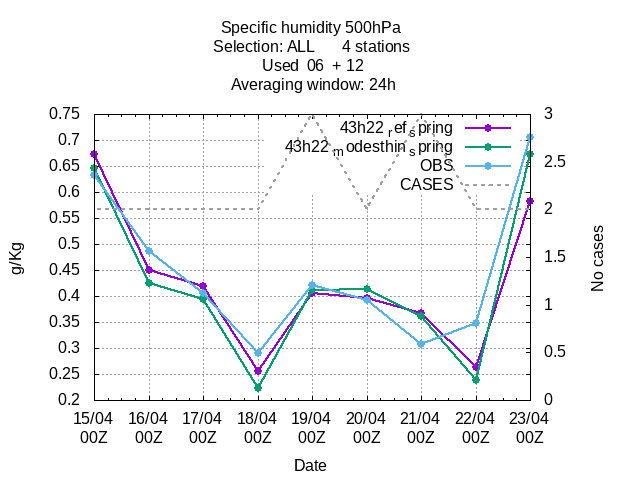 Specific humidity 500hPa
Selection: ALL 4 stations
Used 06 + 12
Averaging window: 24h
0.75
0.7
0.65
0.6
0.55
0.5
0.45
0.4
0.35
0.3
0.25
0.2
g/Kg
43h22 ref spring
43h22 modesthin spring
OBS
CASES
3
2.5
2
1.5
1
0.5
0
No cases
15/04 16/04 17/04 18/04 19/04 20/04 21/04 22/04 23/04
00Z 00Z 00Z 00Z 00Z 00Z 00Z 00Z 00Z
Date